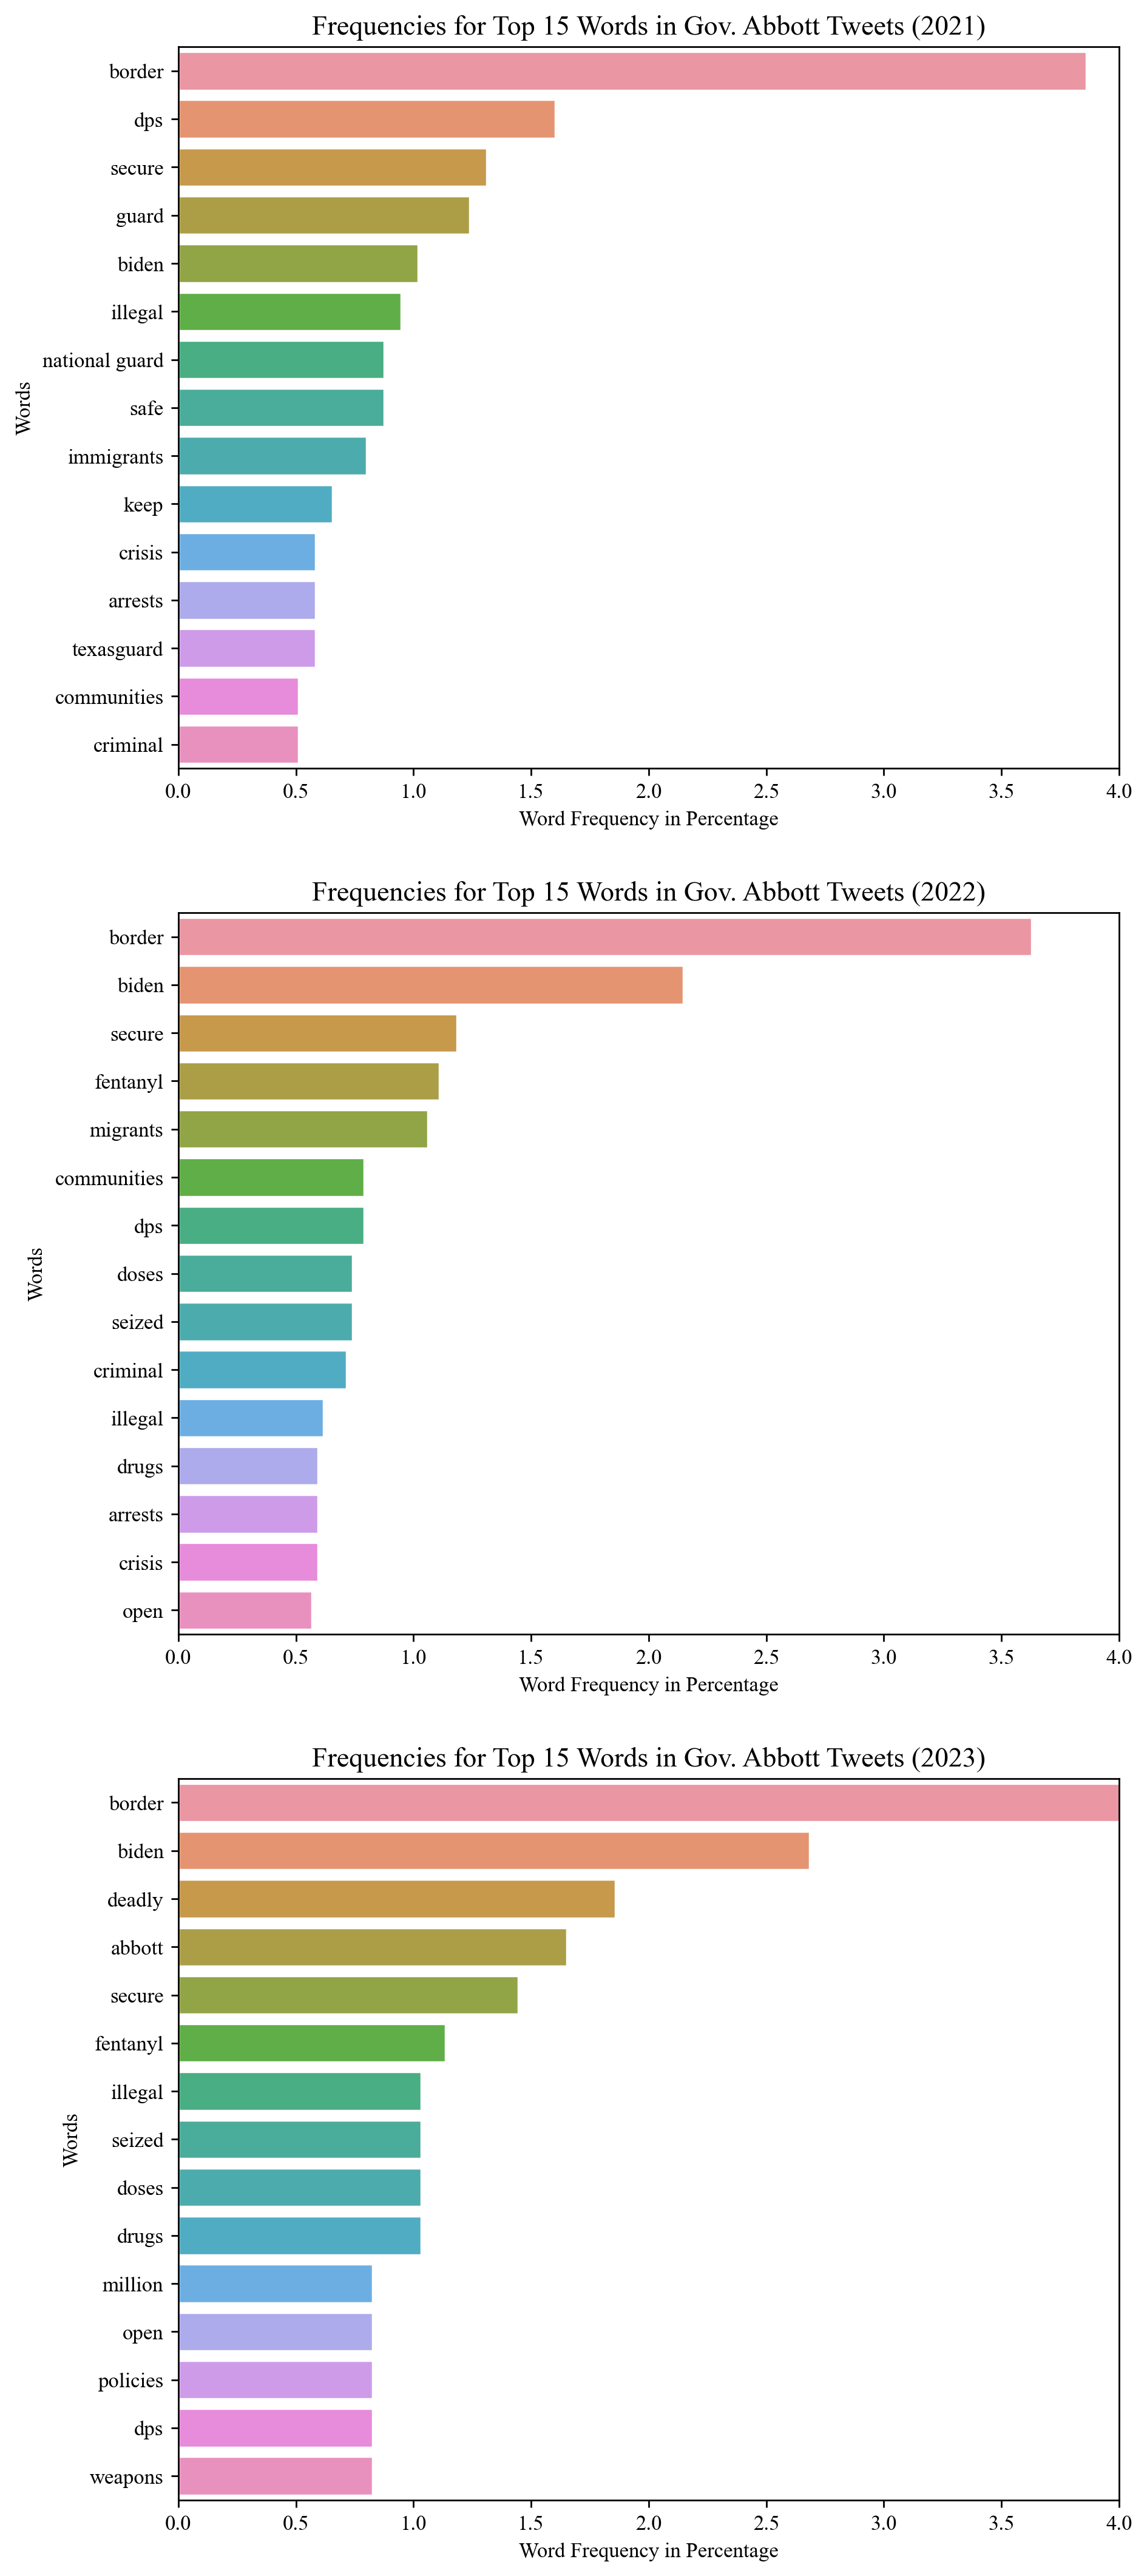 Frequencies for Top 15 Words in Gov. Abbott Tweets (2021)
Words
border
dps
secure
guard
biden
illegal
national guard
safe
immigrants
keep
crisis
arrests
texasguard
communities
criminal
0.0 0.5 1.0 1.5 2.0 2.5 3.0 3.5 4.0
Word Frequency in Percentage
Frequencies for Top 15 Words in Gov. Abbott Tweets (2022)
Words
border
biden
secure
fentanyl
migrants
communities
dps
doses
seized
criminal
illegal
drugs
arrests
crisis
open
0.0 0.5 1.0 1.5 2.0 2.5 3.0 3.5 4.0
Word Frequency in Percentage
Frequencies for Top 15 Words in Gov. Abbott Tweets (2023)
Words
border
biden
deadly
abbott
secure
fentanyl
illegal
seized
doses
drugs
million
open
policies
dps
weapons
0.0 0.5 1.0 1.5 2.0 2.5 3.0 3.5 4.0
Word Frequency in Percentage